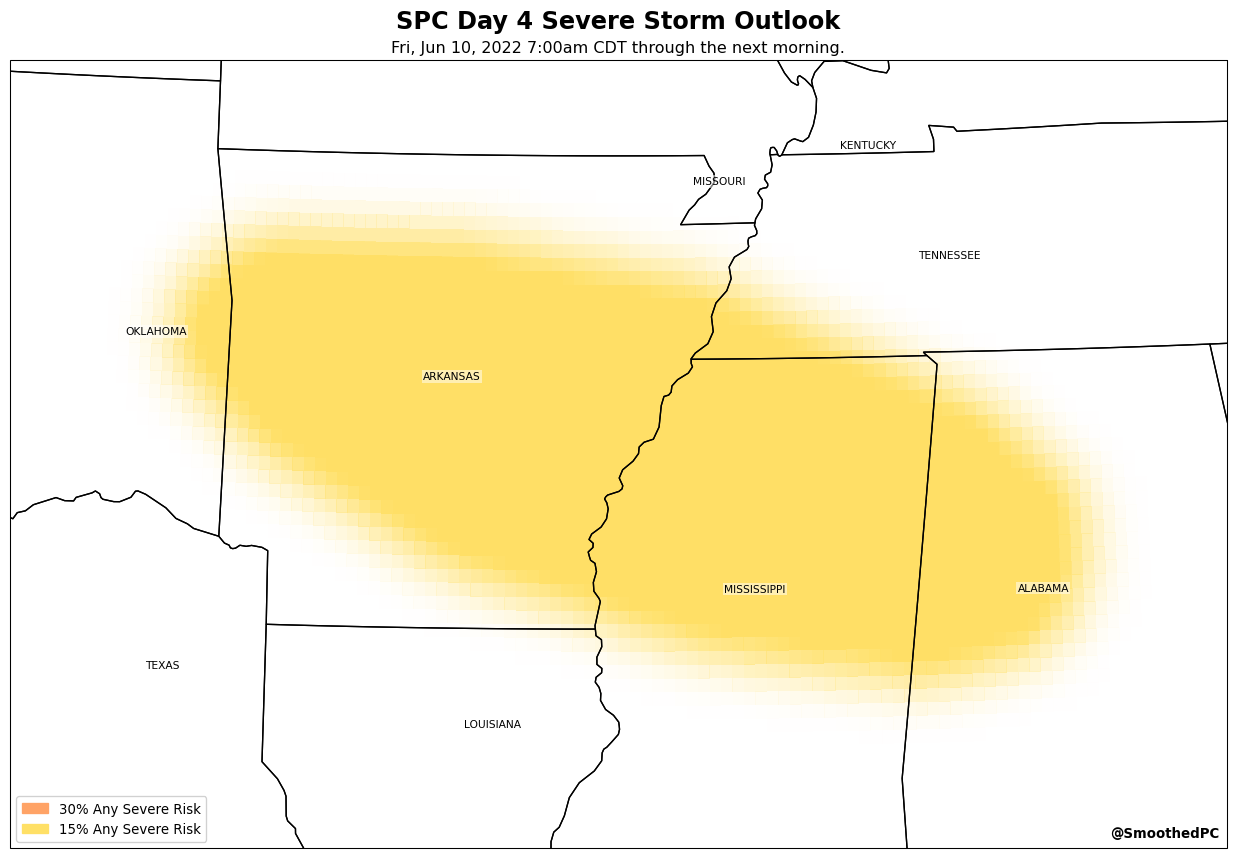 SPC Day 4 Severe Storm Outlook
Fri, Jun 10, 2022 7:00am CDT through the next morning.
KENTUCKY
MISSOURI
TENNESSEE
OKLAHOMA
ARKANSAS
MISSISSIPPI
ALABAMA
TEXAS
LOUISIANA
30% Any Severe Risk
15% Any Severe Risk
@SmoothedPC